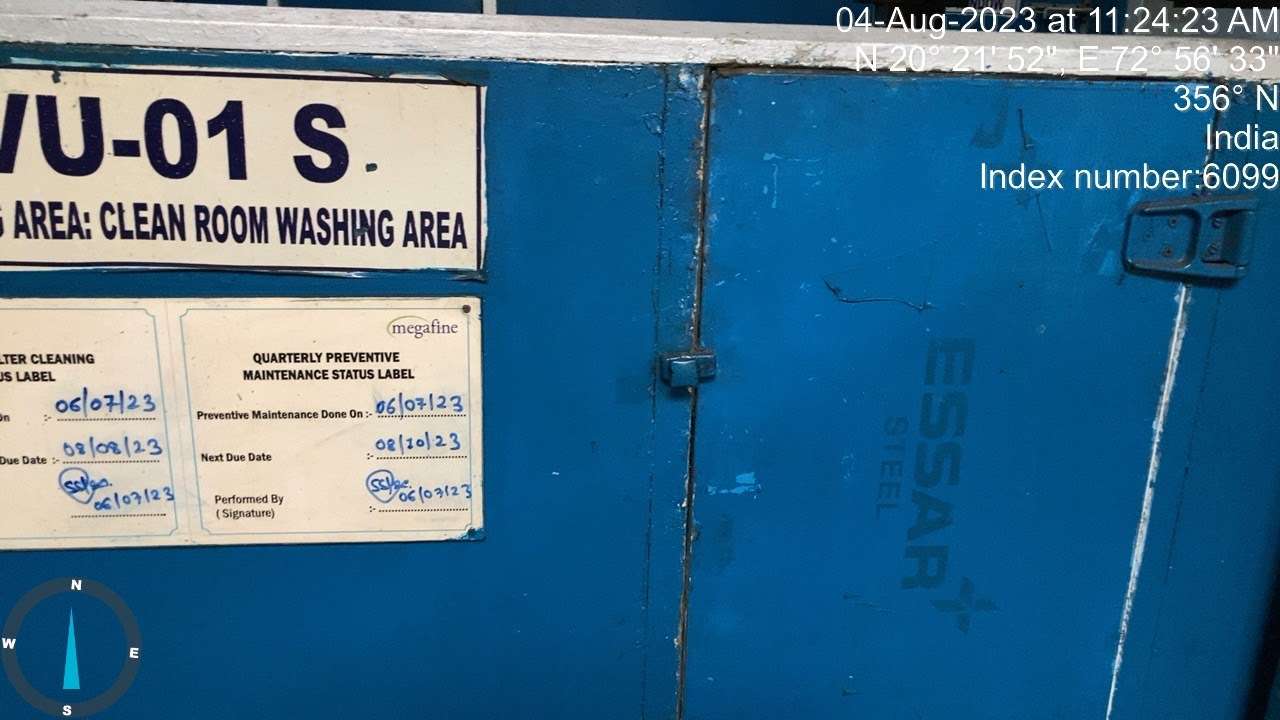 04-Aug-2023 at 11:24:23 AM
N 20° 21' 52", E 72° 56' 33"
356° N
India
Index number:6099
VU-01 S
AREA: CLEAN ROOM WASHING AREA
LTER CLEANING
US LABEL
on :- 06/07/23
Due Date :- 08/08/23
06/07/23
megafine
QUARTERLY PREVENTIVE
MAINTENANCE STATUS LABEL
Preventive Maintenance Done On :- 06/07/23
Next Due Date :- 08/10/23
Performed By
(Signature) :- 06/07/23
ESSAR
STEEL
N
W E
S